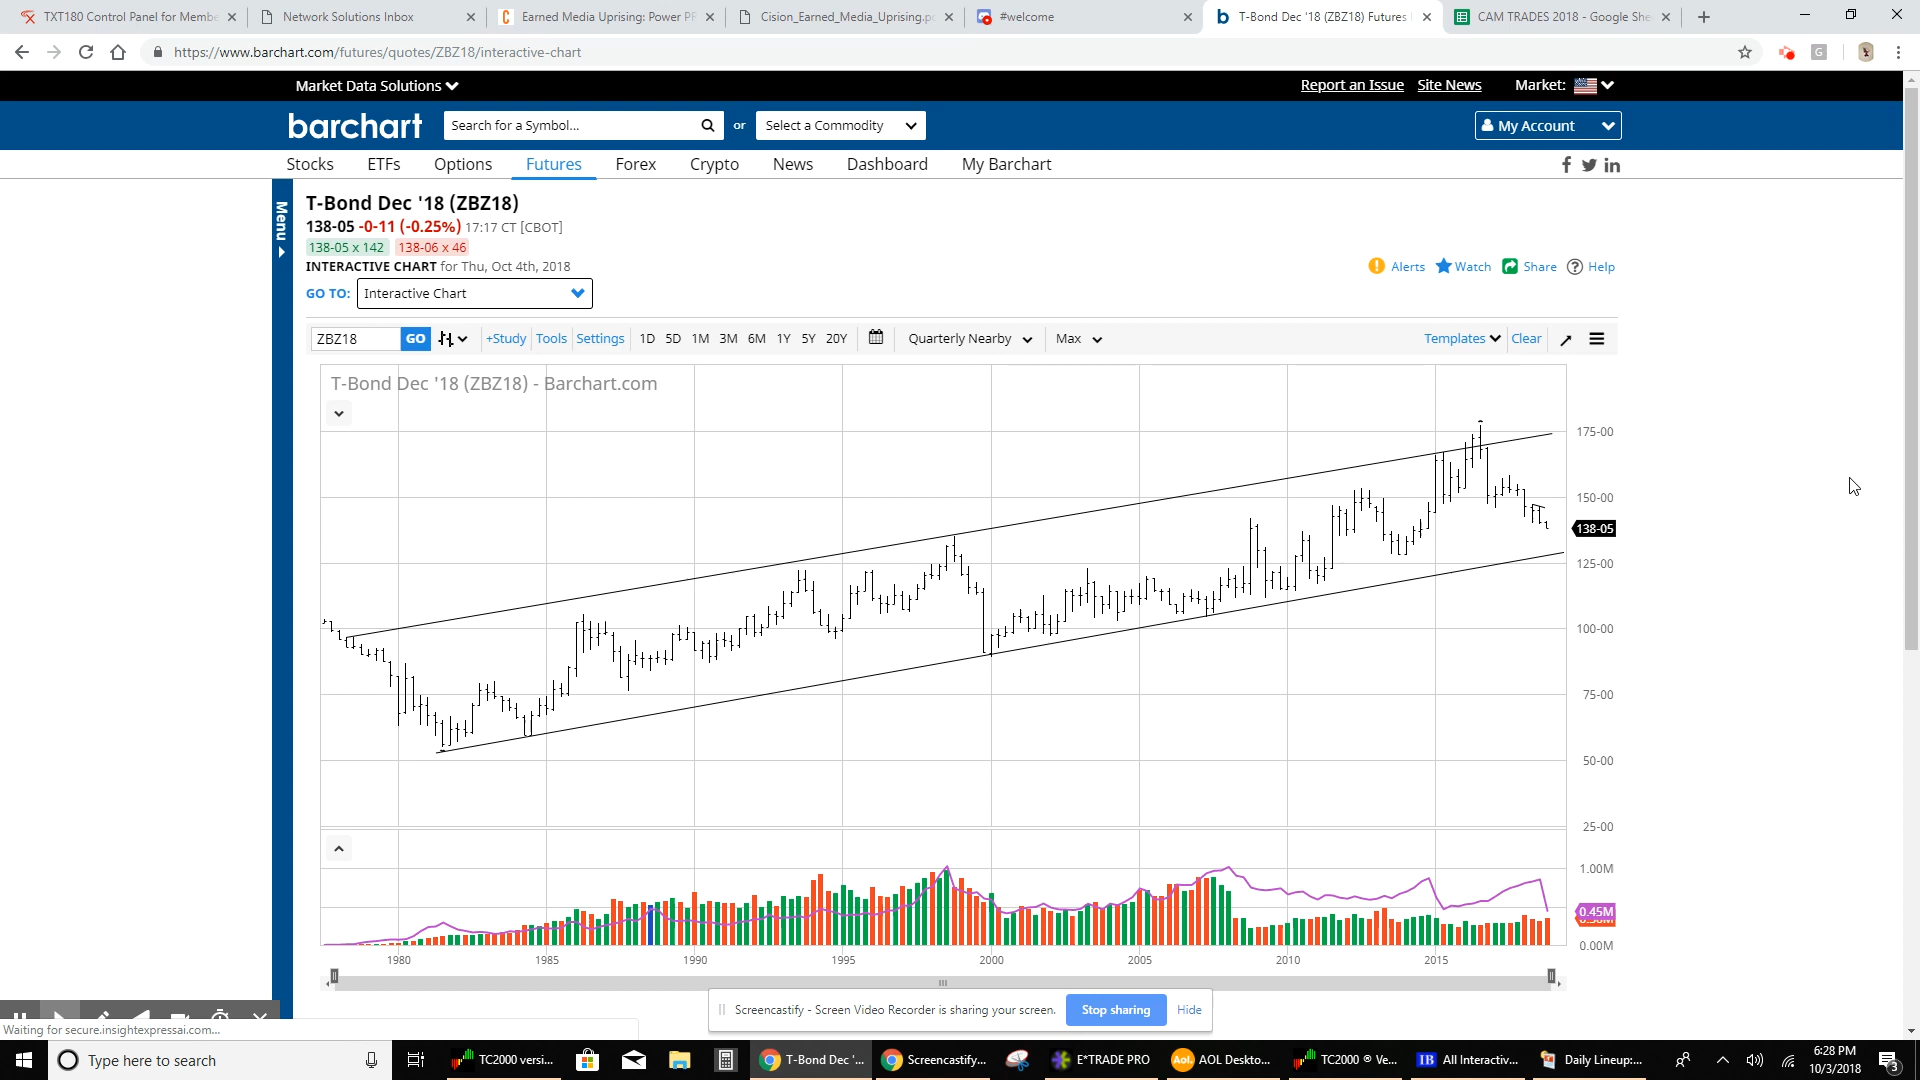 TXT180 Control Panel for Membe
Network Solutions Inbox
Earned Media Uprising: Power PR
Cision_Earned_Media_Uprising.pd
#welcome
T-Bond Dec '18 (ZBZ18) Futures
CAM TRADES 2018 - Google She
https://www.barchart.com/futures/quotes/ZBZ18/interactive-chart
Market Data Solutions
Report an Issue
Site News
Market:
barchart
Search for a Symbol...
or
Select a Commodity
My Account
Stocks
ETFs
Options
Futures
Forex
Crypto
News
Dashboard
My Barchart
Menu
T-Bond Dec '18 (ZBZ18)
138-05 -0-11 (-0.25%) 17:17 CT [CBOT]
138-05 x 142 138-06 x 46
INTERACTIVE CHART for Thu, Oct 4th, 2018
Alerts
Watch
Share
Help
GO TO: Interactive Chart
ZBZ18
GO
+Study
Tools
Settings
1D 5D 1M 3M 6M 1Y 5Y 20Y
Quarterly Nearby
Max
Templates
Clear
T-Bond Dec '18 (ZBZ18) - Barchart.com
175-00
150-00
138-05
125-00
100-00
75-00
50-00
25-00
1.00M
0.45M
0.00M
1980 1985 1990 1995 2000 2005 2010 2015
Screencastify - Screen Video Recorder is sharing your screen.
Stop sharing
Hide
Waiting for secure.insightexpressai.com...
Type here to search
TC2000 versi...
T-Bond Dec '...
Screencastify...
E*TRADE PRO
Aol.
AOL Deskto...
TC2000 ® Ve...
IB
All Interactiv...
Daily Lineup:...
6:28 PM
10/3/2018
3